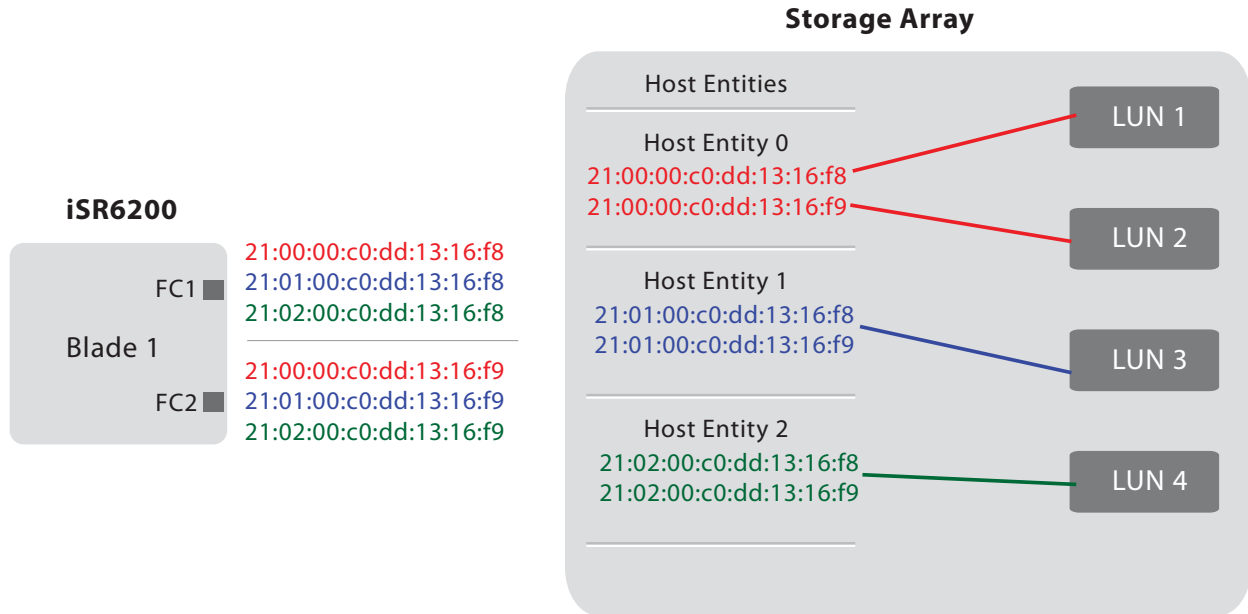 Storage Array
Host Entities
Host Entity 0
21:00:00:c0:dd:13:16:f8
21:00:00:c0:dd:13:16:f9
Host Entity 1
21:01:00:c0:dd:13:16:f8
21:01:00:c0:dd:13:16:f9
Host Entity 2
21:02:00:c0:dd:13:16:f8
21:02:00:c0:dd:13:16:f9
LUN 1
LUN 2
LUN 3
LUN 4
iSR6200
FC1
Blade 1
FC2
21:00:00:c0:dd:13:16:f8
21:01:00:c0:dd:13:16:f8
21:02:00:c0:dd:13:16:f8
21:00:00:c0:dd:13:16:f9
21:01:00:c0:dd:13:16:f9
21:02:00:c0:dd:13:16:f9